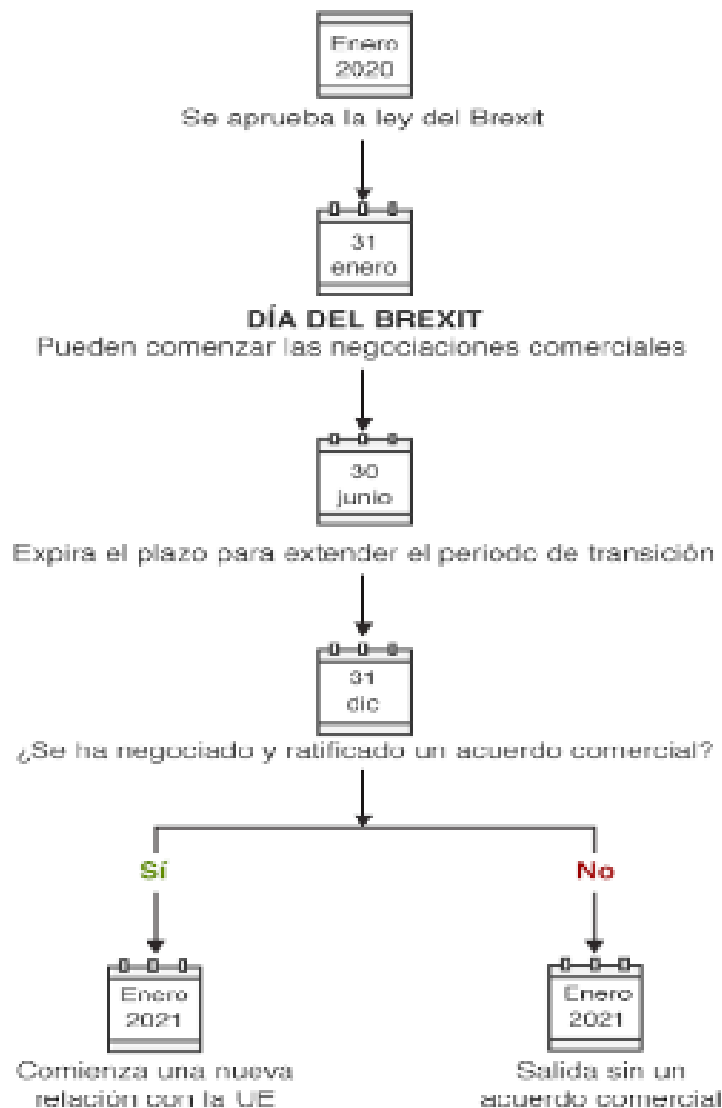 Enero
2020
Se aprueba la ley del Brexit
31
enero
DÍA DEL BREXIT
Pueden comenzar las negociaciones comerciales
30
junio
Expira el plazo para extender el periodo de transición
31
dic
¿Se ha negociado y ratificado un acuerdo comercial?
Sí
No
Enero
2021
Comienza una nueva
relación con la UE
Enero
2021
Salida sin un
acuerdo comercial